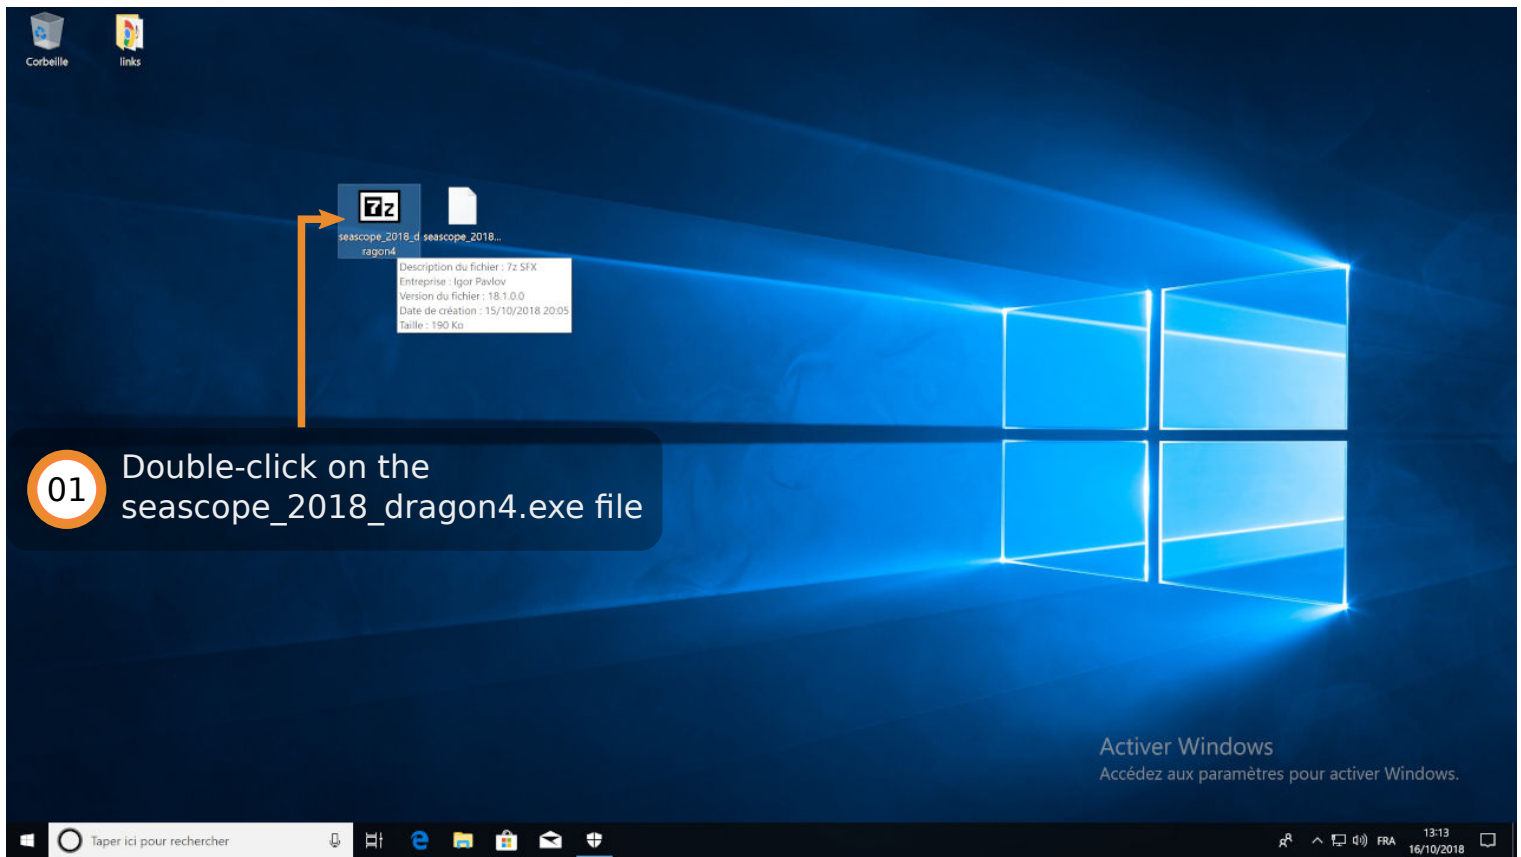 Corbeille
links
7z
seascope_2018_d
ragon4
seascope_2018...
Description du fichier : 7z SFX
Entreprise : Igor Pavlov
Version du fichier : 18.1.0.0
Date de création : 15/10/2018 20:05
Taille : 190 Ko
01
Double-click on the
seascope_2018_dragon4.exe file
Activer Windows
Accédez aux paramètres pour activer Windows.
Taper ici pour rechercher
FRA
13:13
16/10/2018